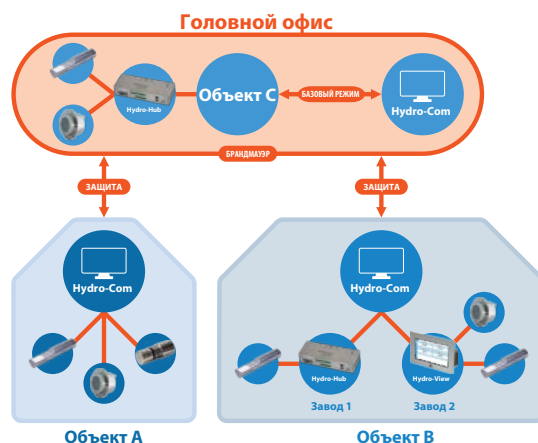 Головной офис
Hydro-Hub
Объект C
БАЗОВЫЙ РЕЖИМ
Hydro-Com
БРАНДМАУЭР
ЗАЩИТА
ЗАЩИТА
Hydro-Com
Hydro-Com
Hydro-Hub
Hydro-View
Завод 1
Завод 2
Объект A
Объект B